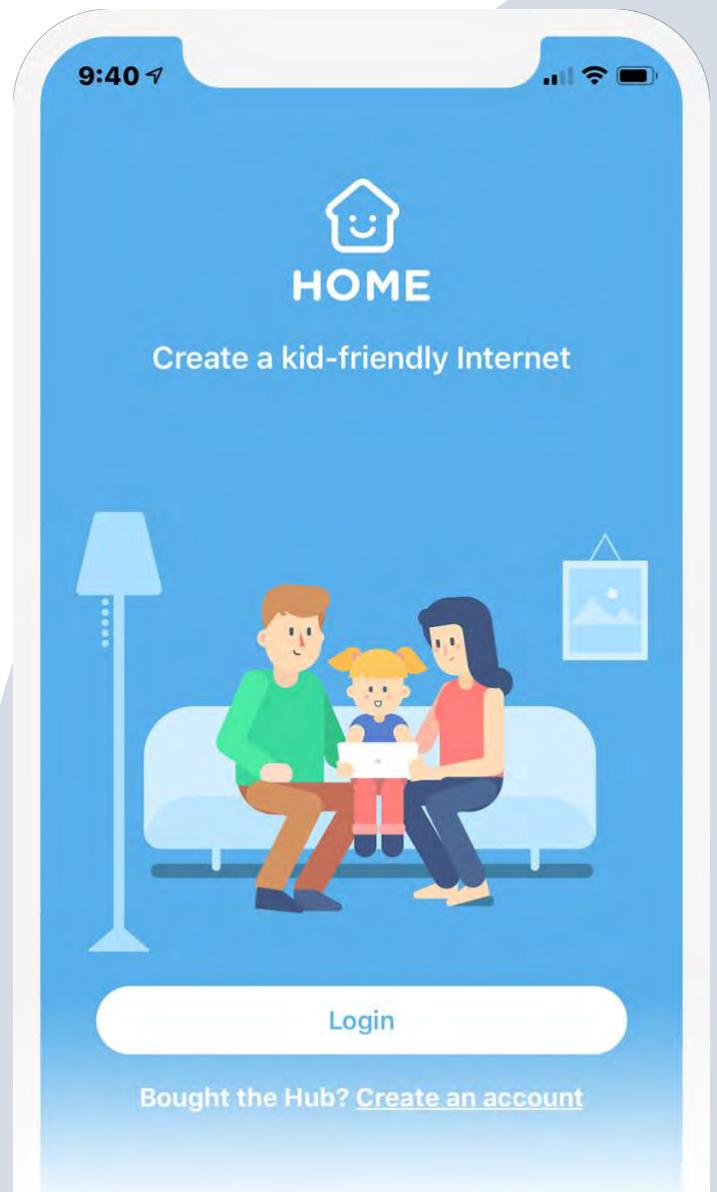 9:40
HOME
Create a kid-friendly Internet
Login
Bought the Hub? Create an account